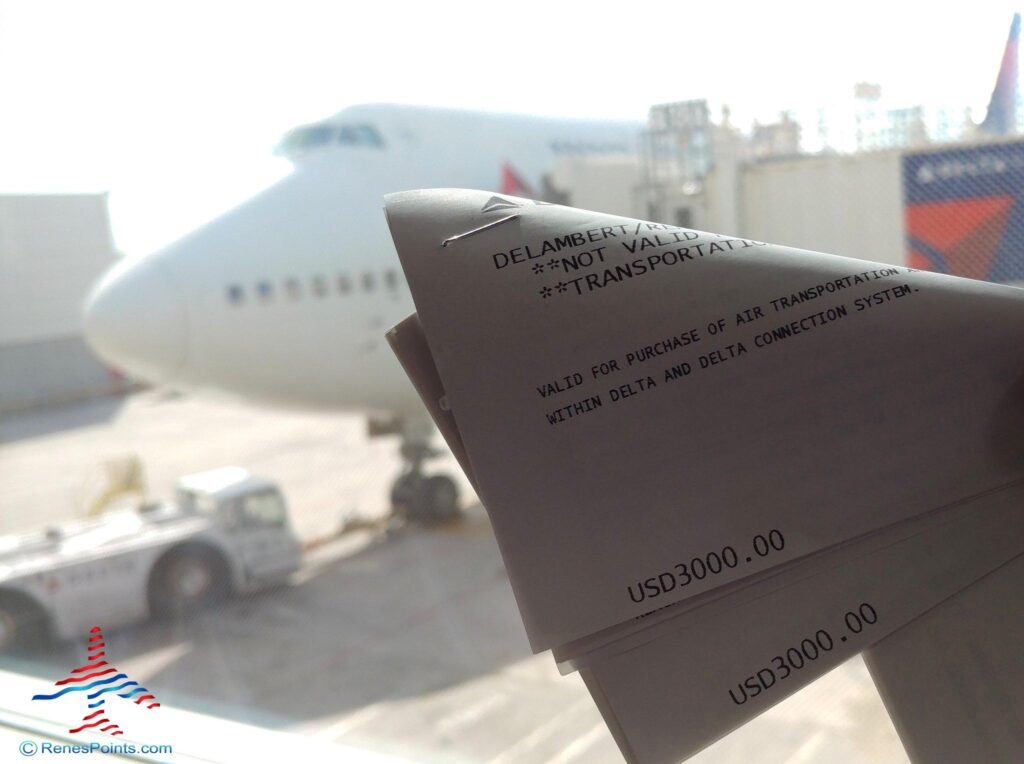 DELAMBERT/R
**NOT VALID
**TRANSPORTATIO
VALID FOR PURCHASE OF AIR TRANSPORTATION A
WITHIN DELTA AND DELTA CONNECTION SYSTEM.
USD3000.00
USD3000.00
DELTA
© RenesPoints.com